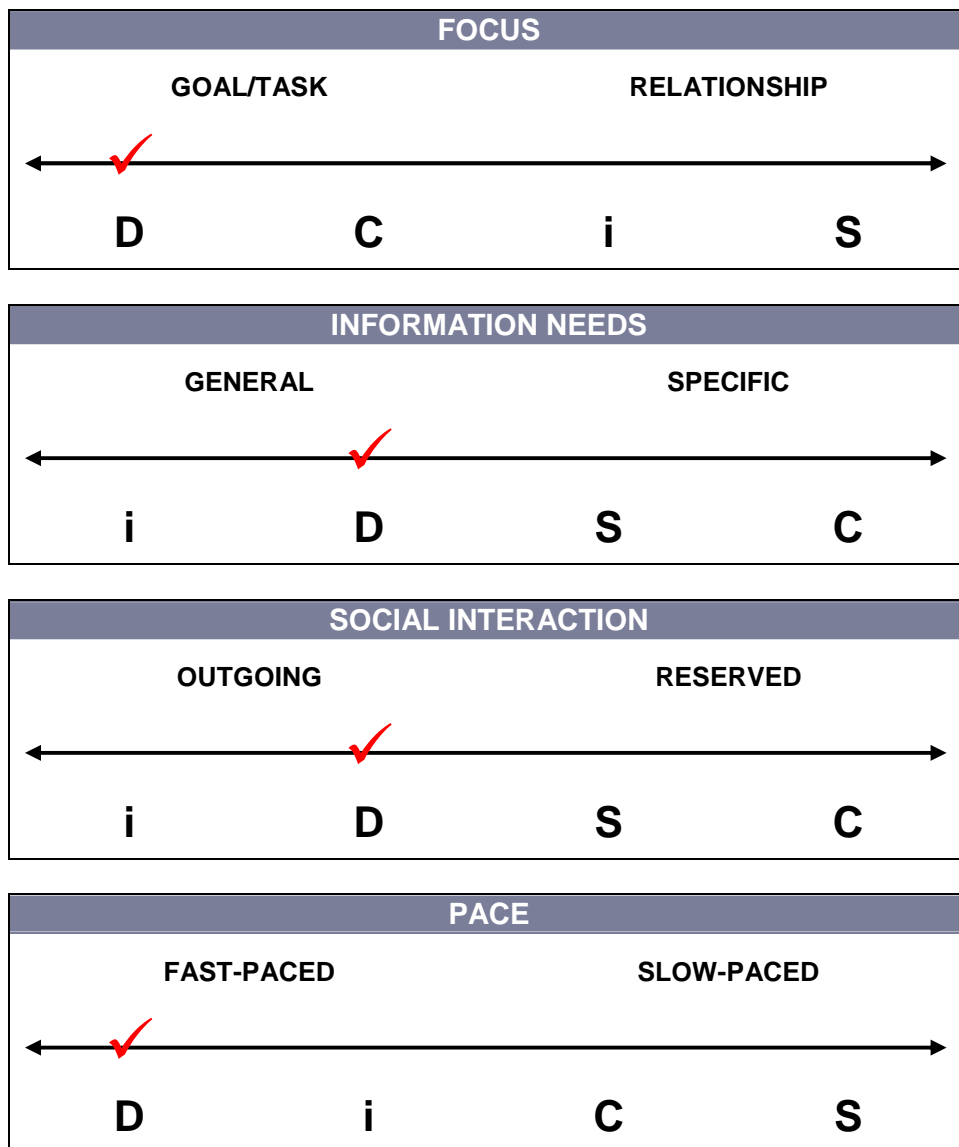 FOCUS
GOAL/TASK RELATIONSHIP
D C i S
INFORMATION NEEDS
GENERAL SPECIFIC
i D S C
SOCIAL INTERACTION
OUTGOING RESERVED
i D S C
PACE
FAST-PACED SLOW-PACED
D i C S